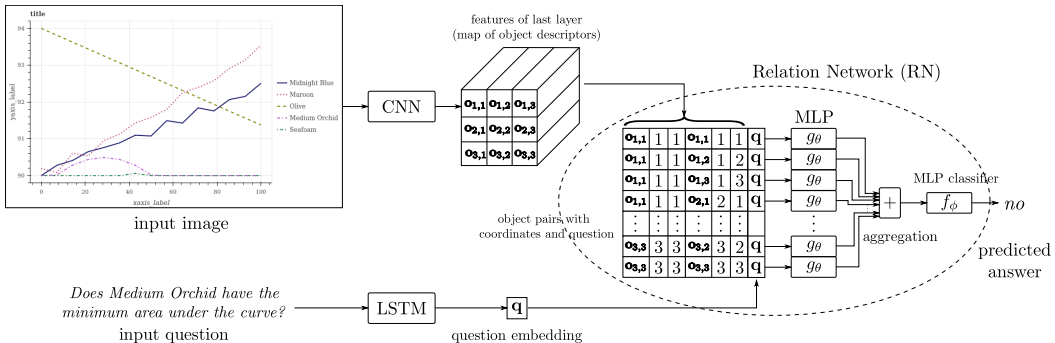 title
94
93
92
91
90
yaxis_label
0
20
40
60
80
100
xaxis_label
Midnight Blue
Maroon
Olive
Medium Orchid
Seafoam
input image
CNN
features of last layer
(map of object descriptors)
o1,1 o1,2 o1,3
o2,1 o2,2 o2,3
o3,1 o3,2 o3,3
Relation Network (RN)
MLP
o1,1 1 1 o1,1 1 1 q gθ
o1,1 1 1 o1,2 1 2 q gθ
o1,1 1 1 o1,3 1 3 q gθ
o1,1 1 1 o2,1 2 1 q gθ
⋮ ⋮ ⋮ ⋮ ⋮ ⋮ ⋮ ⋮
o3,3 3 3 o3,2 3 2 q gθ
o3,3 3 3 o3,3 3 3 q gθ
object pairs with
coordinates and question
+
aggregation
MLP classifier
fϕ
no
predicted
answer
Does Medium Orchid have the
minimum area under the curve?
input question
LSTM
q
question embedding